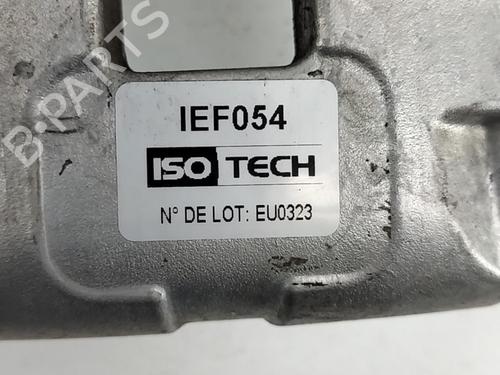 B-PARTS
IEF054
ISO TECH
N° DE LOT: EU0323